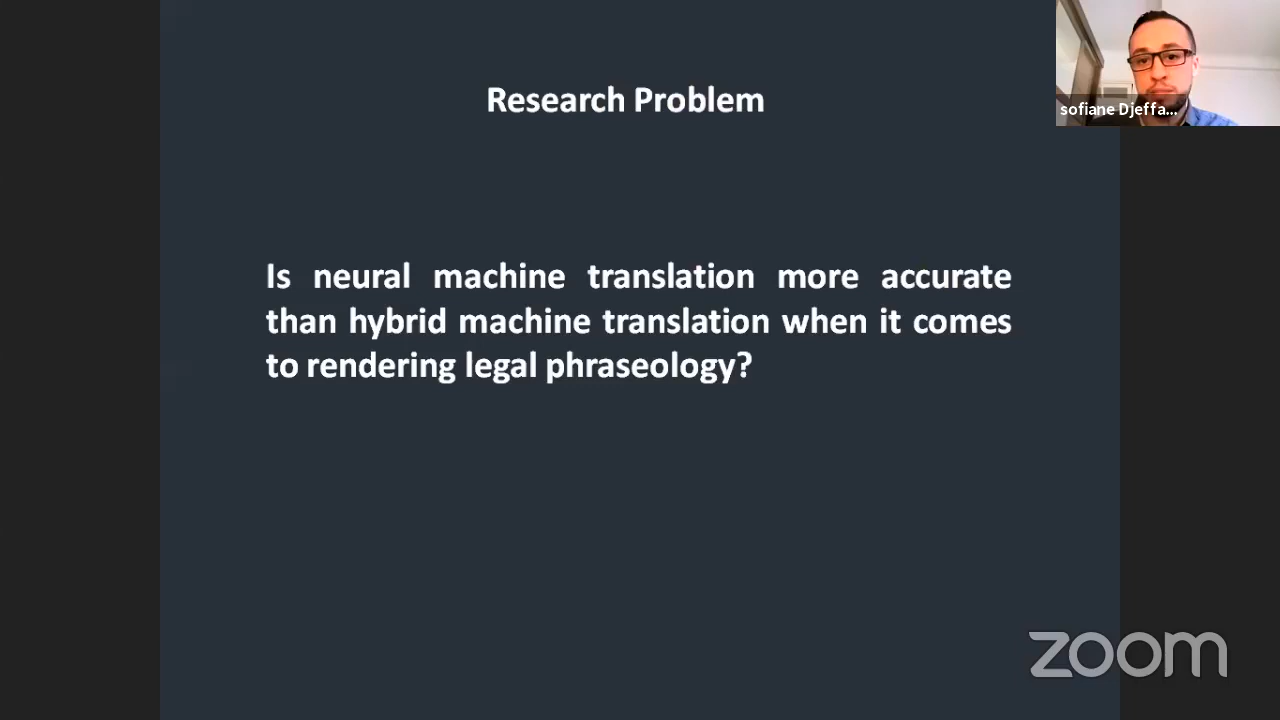 Research Problem
sofiane Djeffa...
Is neural machine translation more accurate
than hybrid machine translation when it comes
to rendering legal phraseology?
zoom